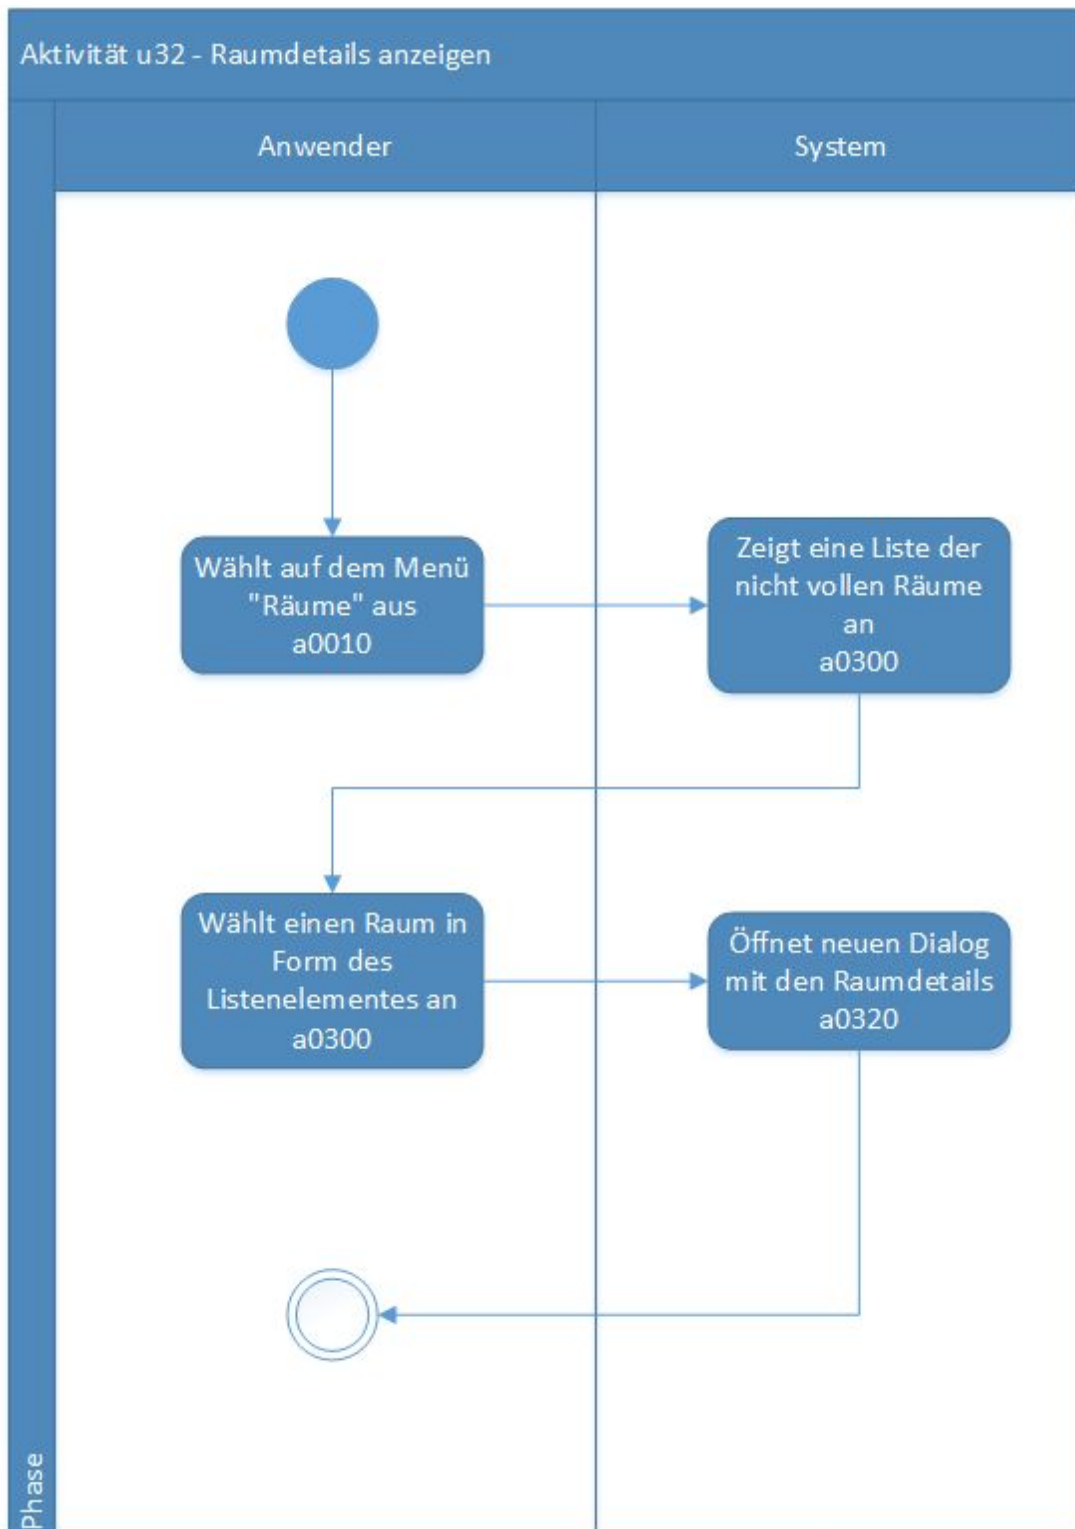 Aktivität u32 - Raumdetails anzeigen
Anwender
System
Wählt auf dem Menü
"Räume" aus
a0010
Zeigt eine Liste der
nicht vollen Räume
an
a0300
Wählt einen Raum in
Form des
Listenelementes an
a0300
Öffnet neuen Dialog
mit den Raumdetails
a0320
Phase